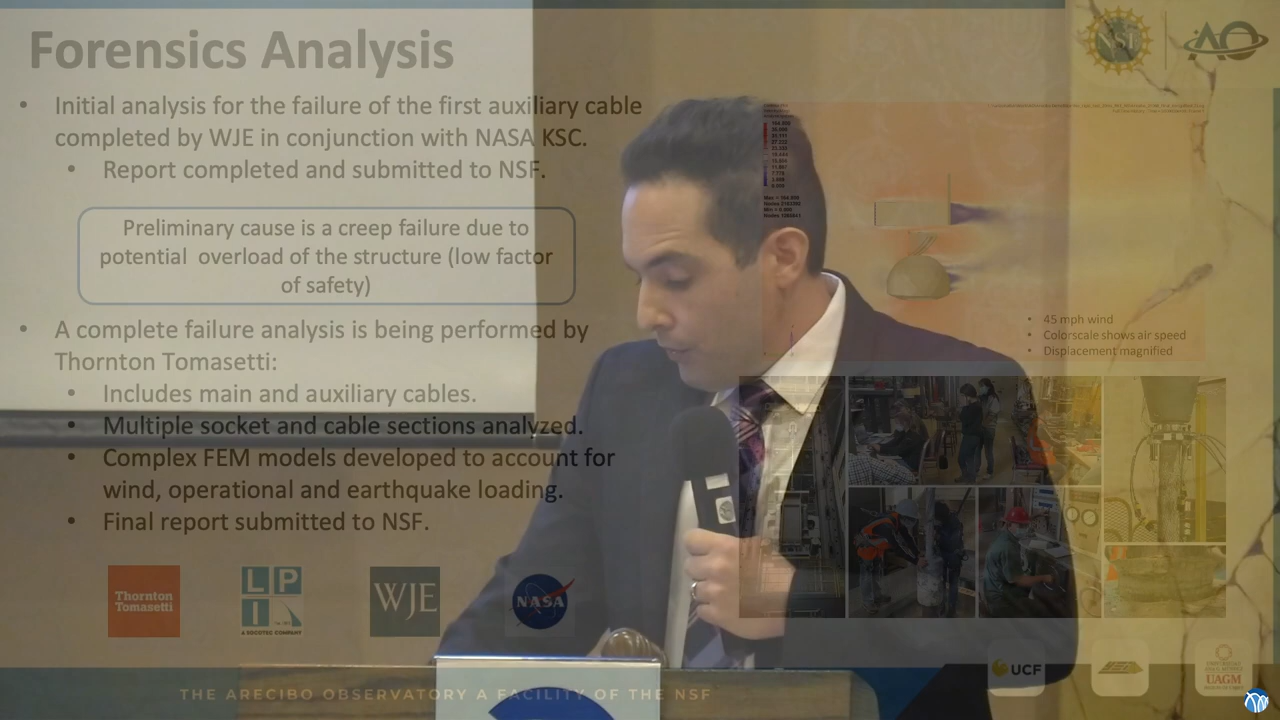 Forensics Analysis
NSF
AO
• Initial analysis for the failure of the first auxiliary cable
completed by WJE in conjunction with NASA KSC.
• Report completed and submitted to NSF.
Preliminary cause is a creep failure due to
potential overload of the structure (low factor
of safety)
• A complete failure analysis is being performed by
Thornton Tomasetti:
• Includes main and auxiliary cables.
• Multiple socket and cable sections analyzed.
• Complex FEM models developed to account for
wind, operational and earthquake loading.
• Final report submitted to NSF.
• 45 mph wind
• Colorscale shows air speed
• Displacement magnified
Thornton
Tomasetti
LP
I
A SOCOTEC COMPANY
WJE
NASA
THE ARECIBO OBSERVATORY A FACILITY OF THE NSF
UCF
UAGM